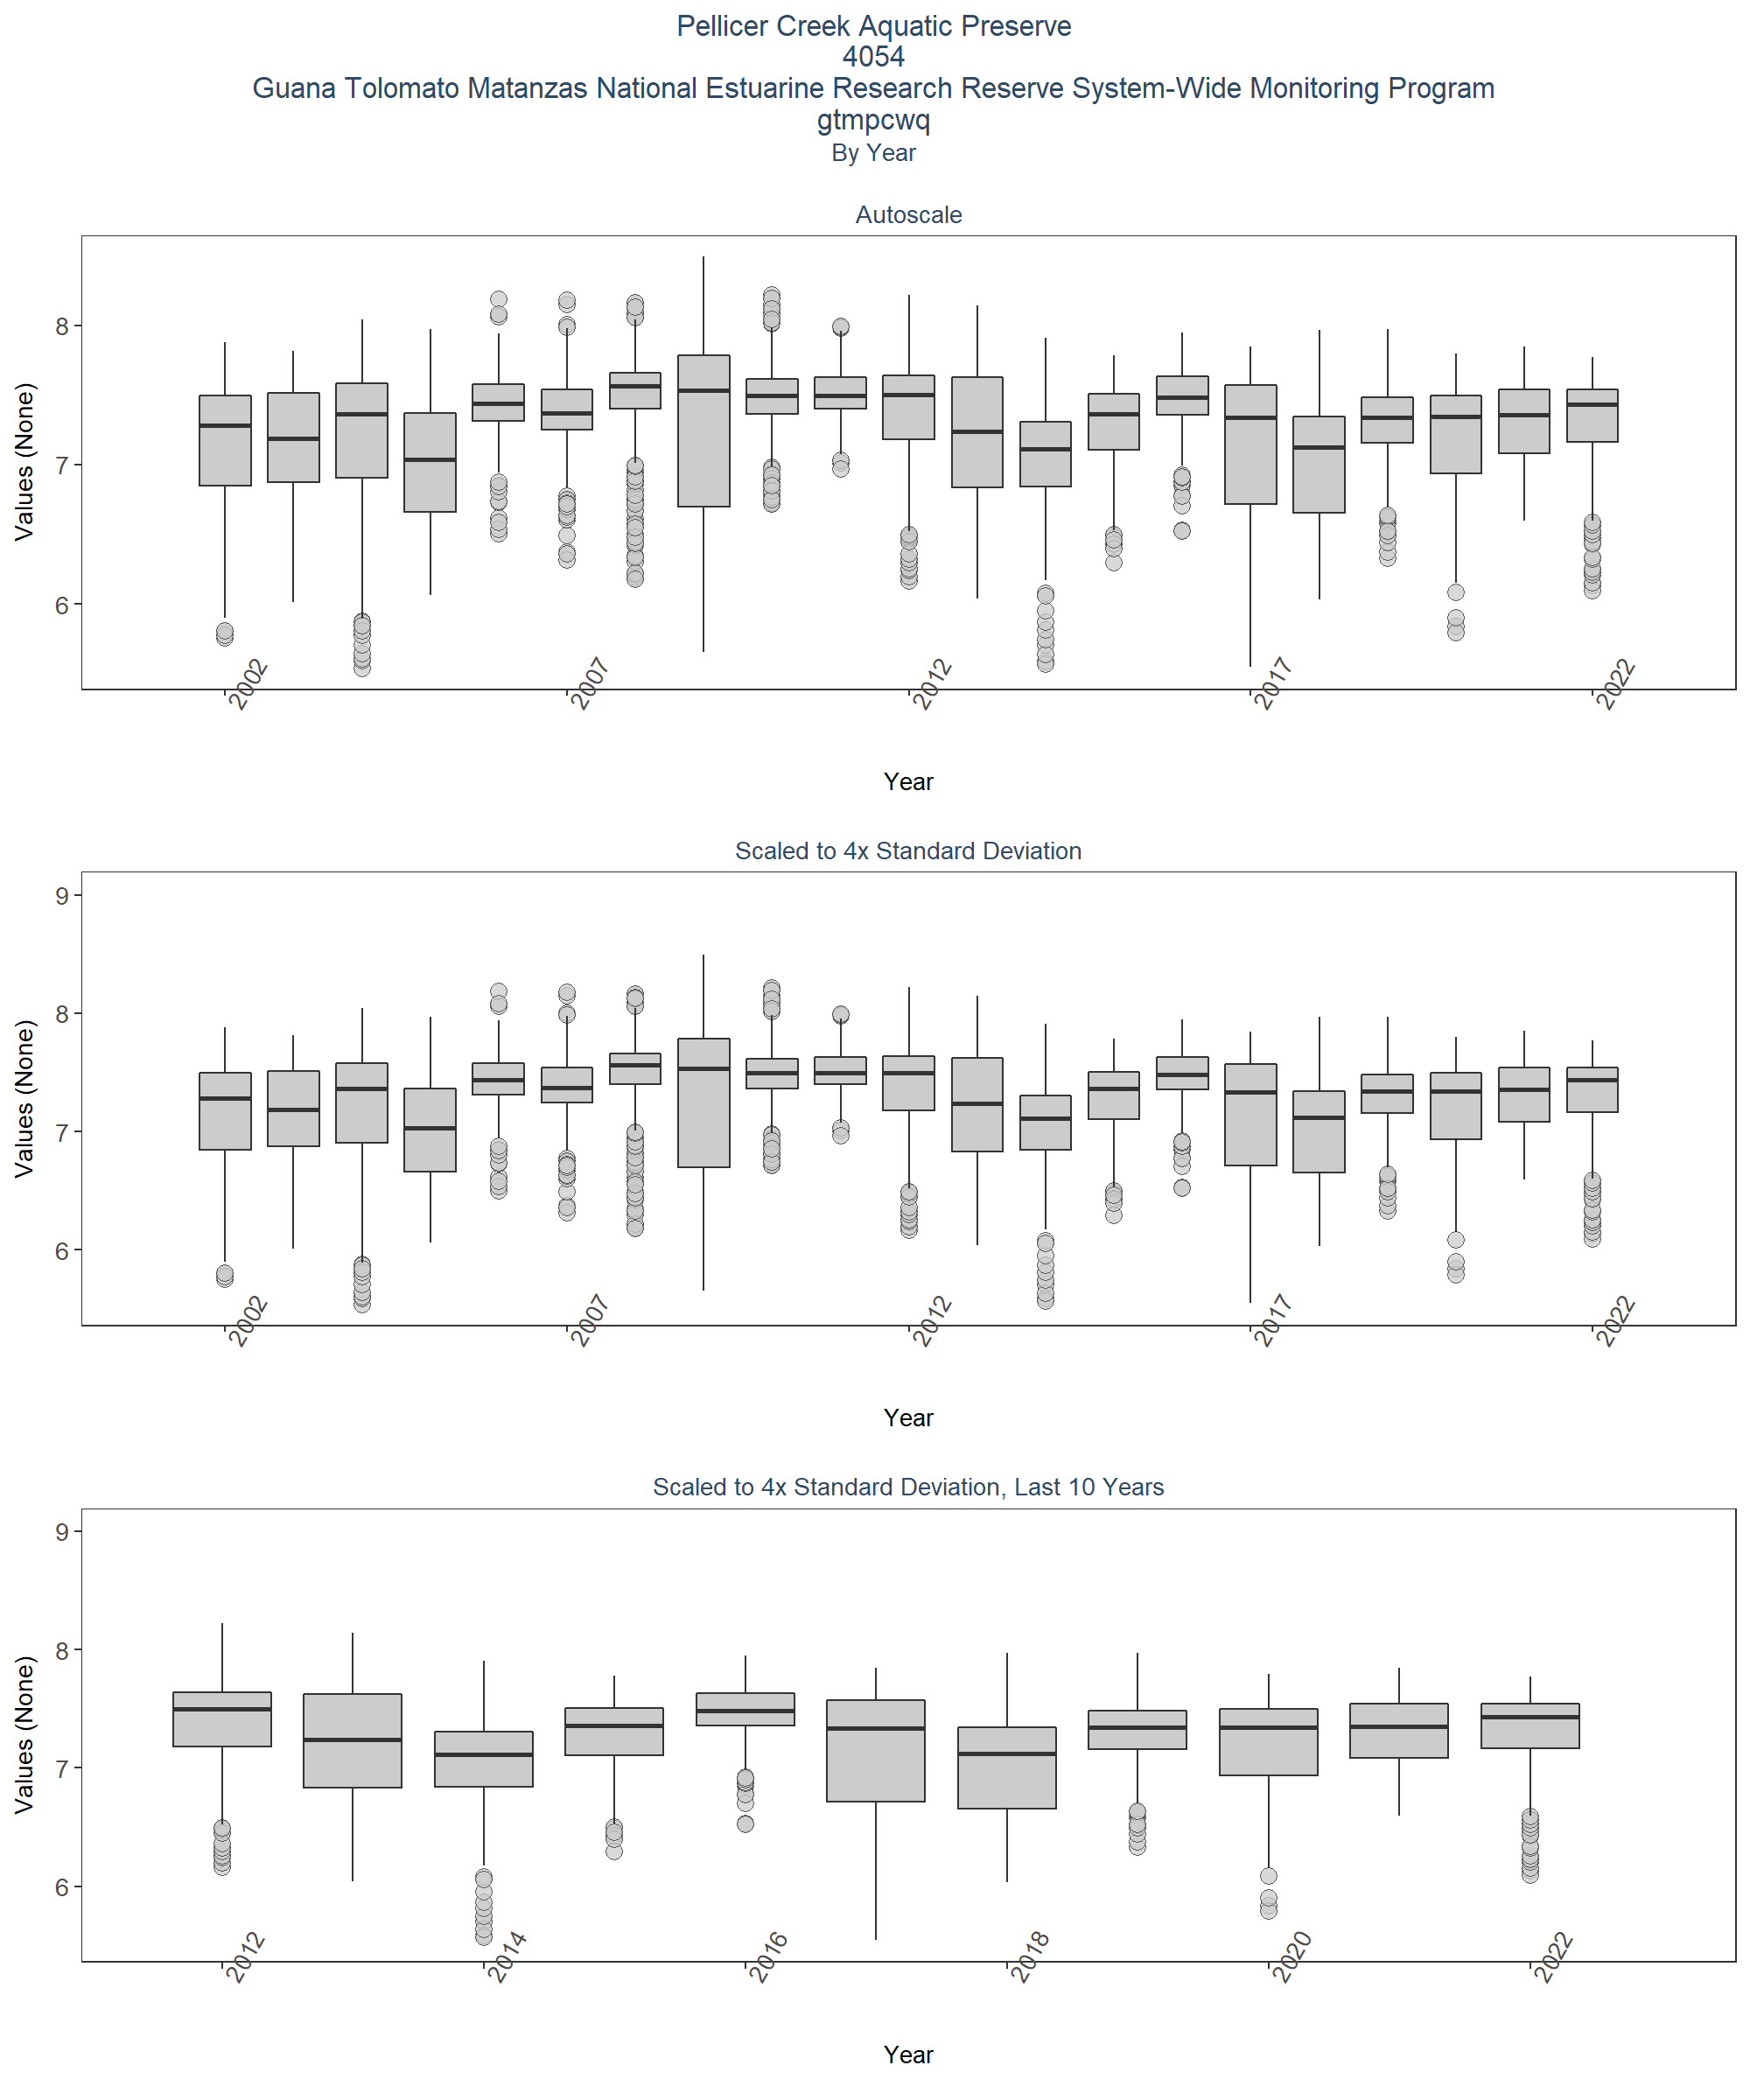 Pellicer Creek Aquatic Preserve
4054
Guana Tolomato Matanzas National Estuarine Research Reserve System-Wide Monitoring Program
gtmpcwq
By Year
Autoscale
Values (None)
8
7
6
2002 2007 2012 2017 2022
Year
Scaled to 4x Standard Deviation
Values (None)
9
8
7
6
2002 2007 2012 2017 2022
Year
Scaled to 4x Standard Deviation, Last 10 Years
Values (None)
9
8
7
6
2012 2014 2016 2018 2020 2022
Year